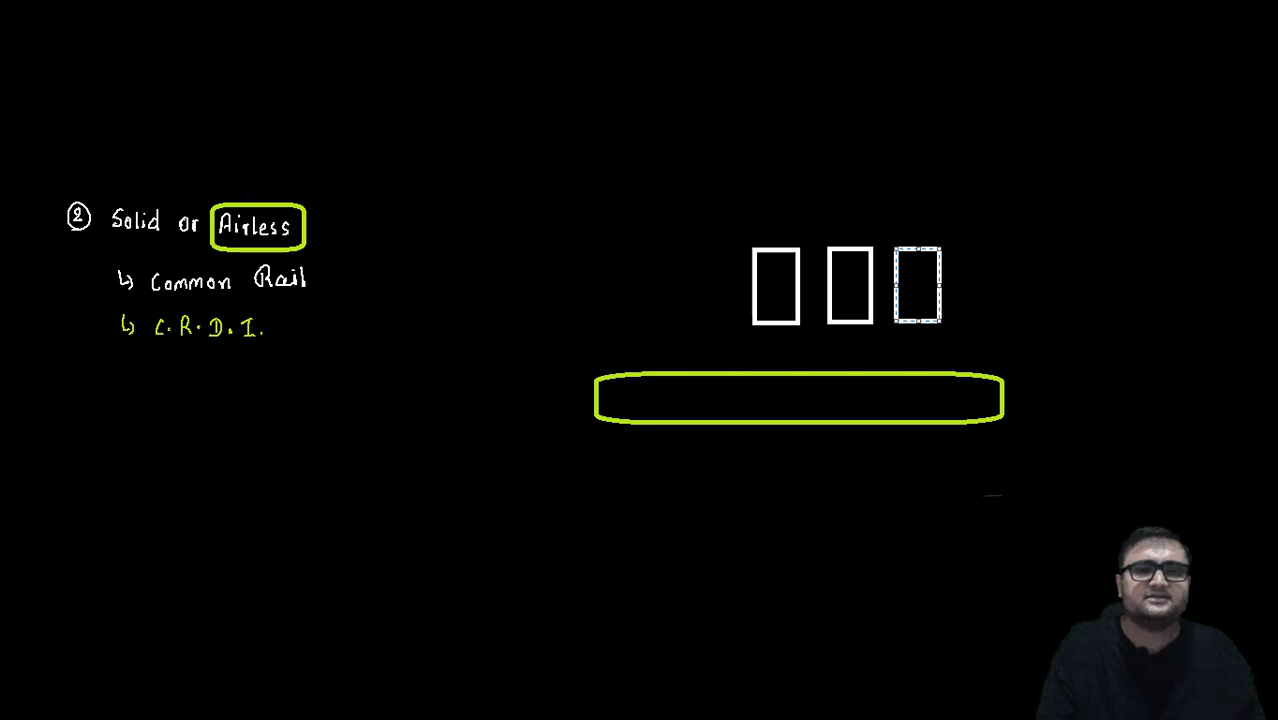 ② Solid or Airless
↳ Common Rail
↳ C.R.D.I.